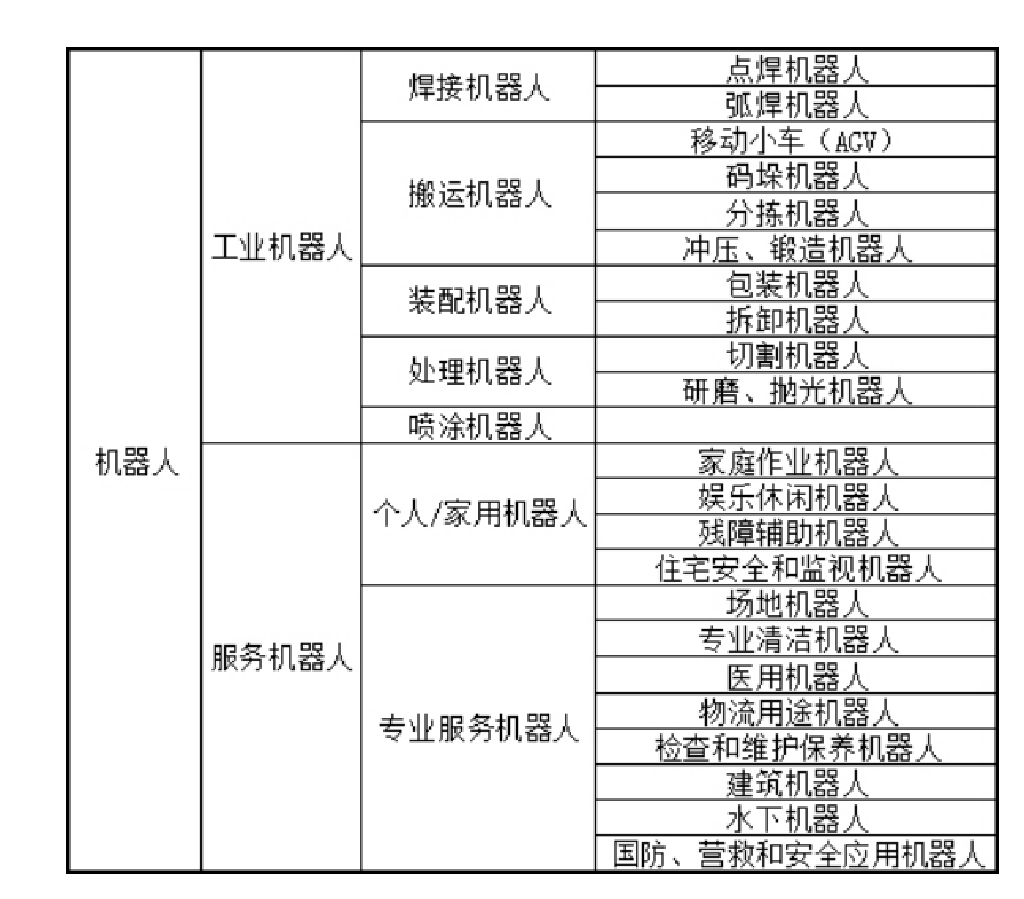 机器人
工业机器人
焊接机器人
点焊机器人
弧焊机器人
搬运机器人
移动小车（AGV）
码垛机器人
分拣机器人
冲压、锻造机器人
装配机器人
包装机器人
拆卸机器人
处理机器人
切割机器人
研磨、抛光机器人
喷涂机器人
服务机器人
个人/家用机器人
家庭作业机器人
娱乐休闲机器人
残障辅助机器人
住宅安全和监视机器人
专业服务机器人
场地机器人
专业清洁机器人
医用机器人
物流用途机器人
检查和维护保养机器人
建筑机器人
水下机器人
国防、营救和安全应用机器人